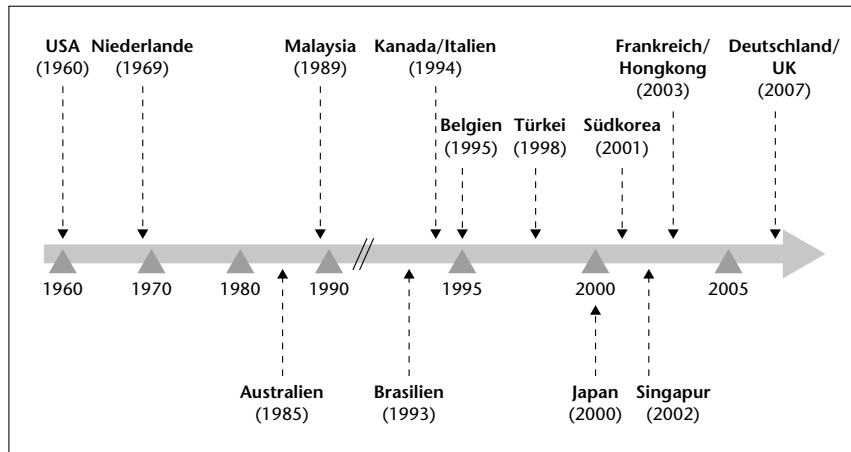 USA Niederlande Malaysia Kanada/Italien Frankreich/ Deutschland/
(1960) (1969) (1989) (1994) Hongkong UK
(2003) (2007)
Belgien Türkei Südkorea
(1995) (1998) (2001)
1960 1970 1980 1990 1995 2000 2005
Australien Brasilien Japan Singapur
(1985) (1993) (2000) (2002)